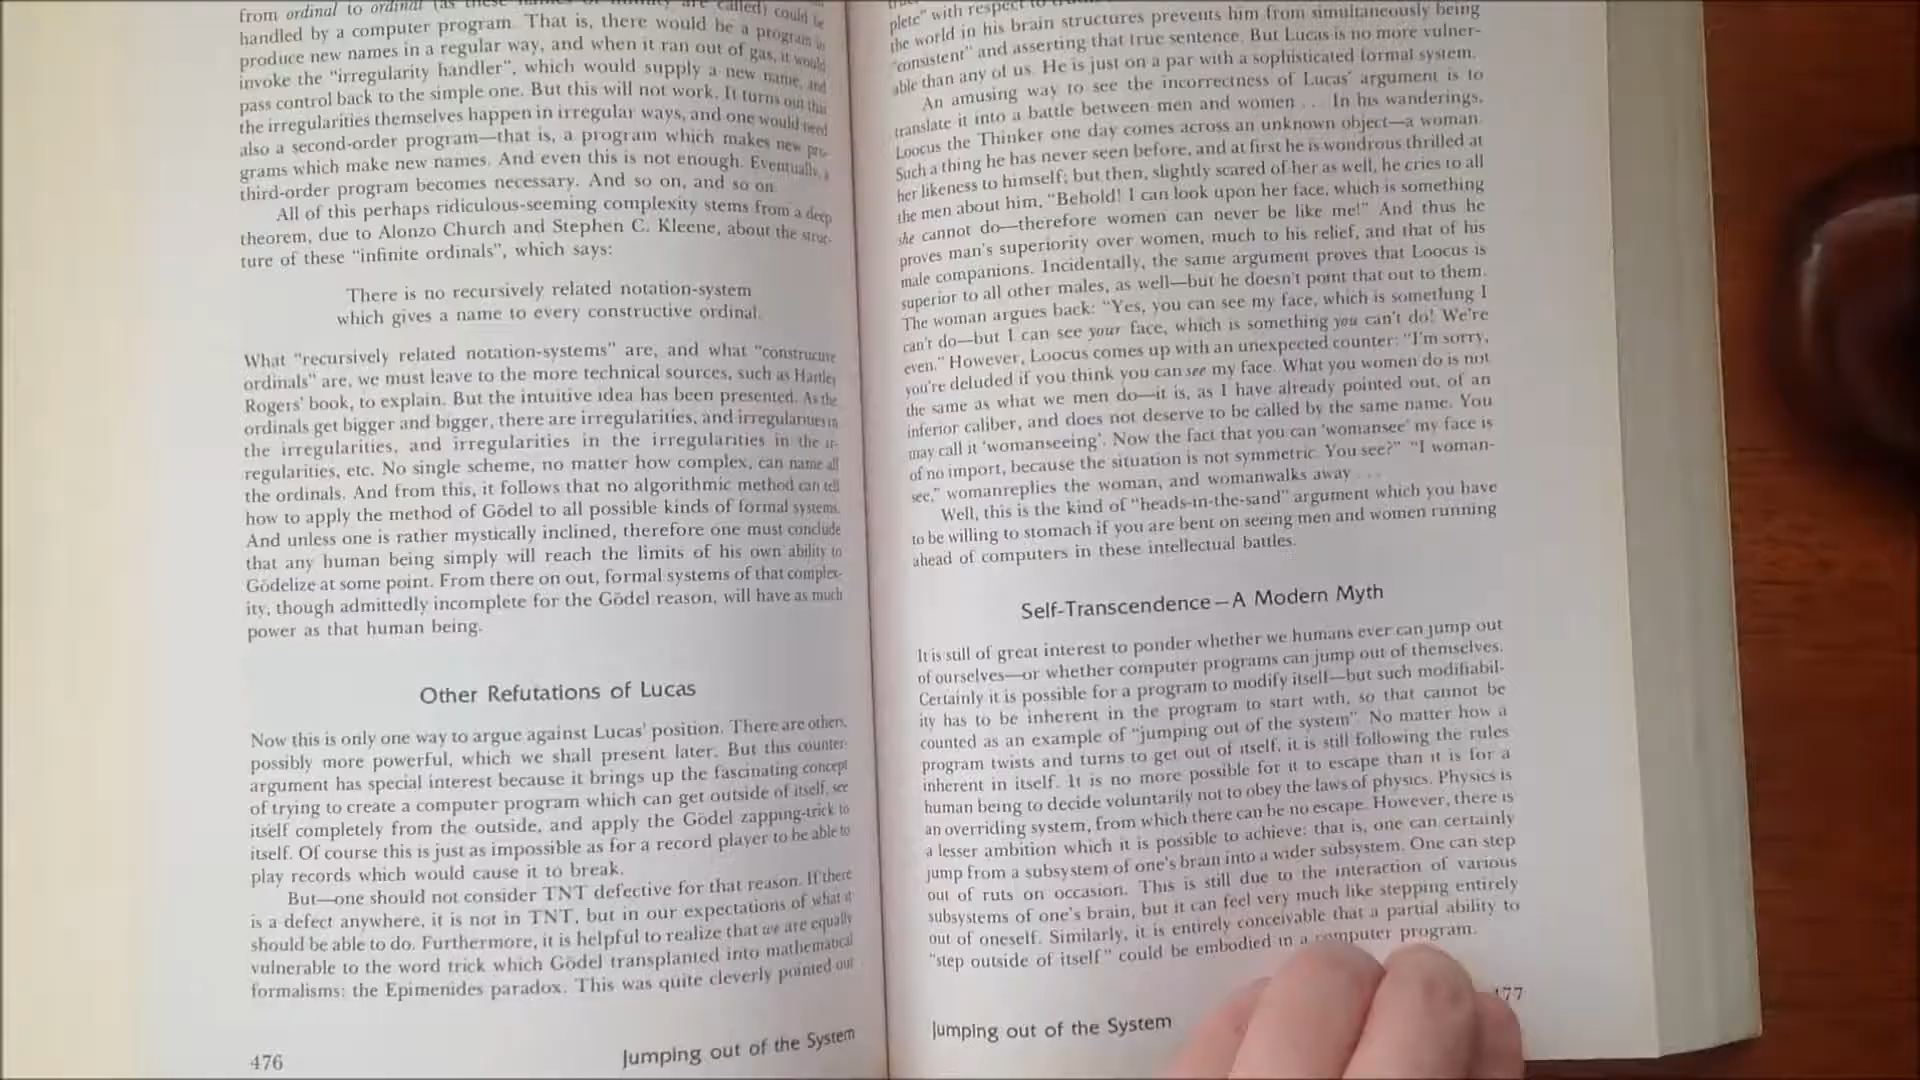 from ordinal to ordinal (as these names of are called) could be
handled by a computer program. That is, there would be a program to
produce new names in a regular way, and when it ran out of gas, it would
invoke the "irregularity handler", which would supply a new name, and
pass control back to the simple one. But this will not work. It turns out that
the irregularities themselves happen in irregular ways, and one would need
also a second-order program—that is, a program which makes new pro-
grams which make new names. And even this is not enough. Eventually, a
third-order program becomes necessary. And so on, and so on.
All of this perhaps ridiculous-seeming complexity stems from a deep
theorem, due to Alonzo Church and Stephen C. Kleene, about the struc-
ture of these "infinite ordinals", which says:
There is no recursively related notation-system
which gives a name to every constructive ordinal.
What "recursively related notation-systems" are, and what "constructive
ordinals" are, we must leave to the more technical sources, such as Hartley
Rogers' book, to explain. But the intuitive idea has been presented. As the
ordinals get bigger and bigger, there are irregularities, and irregularities in
the irregularities, and irregularities in the irregularities in the ir-
regularities, etc. No single scheme, no matter how complex, can name all
the ordinals. And from this, it follows that no algorithmic method can tell
how to apply the method of Gödel to all possible kinds of formal systems.
And unless one is rather mystically inclined, therefore one must conclude
that any human being simply will reach the limits of his own ability to
Gödelize at some point. From there on out, formal systems of that complex-
ity, though admittedly incomplete for the Gödel reason, will have as much
power as that human being.
Other Refutations of Lucas
Now this is only one way to argue against Lucas' position. There are others,
possibly more powerful, which we shall present later. But this counter-
argument has special interest because it brings up the fascinating concept
of trying to create a computer program which can get outside of itself, see
itself completely from the outside, and apply the Gödel zapping-trick to
itself. Of course this is just as impossible as for a record player to be able to
play records which would cause it to break.
But—one should not consider TNT defective for that reason. If there
is a defect anywhere, it is not in TNT, but in our expectations of what it
should be able to do. Furthermore, it is helpful to realize that we are equally
vulnerable to the word trick which Gödel transplanted into mathematical
formalisms: the Epimenides paradox. This was quite cleverly pointed out
476
Jumping out of the System
plete" with respect to
the world in his brain structures prevents him from simultaneously being
"consistent" and asserting that true sentence. But Lucas is no more vulner-
able than any of us. He is just on a par with a sophisticated formal system.
An amusing way to see the incorrectness of Lucas' argument is to
translate it into a battle between men and women . . . In his wanderings,
Loocus the Thinker one day comes across an unknown object—a woman.
Such a thing he has never seen before, and at first he is wondrous thrilled at
her likeness to himself; but then, slightly scared of her as well, he cries to all
the men about him, "Behold! I can look upon her face, which is something
she cannot do—therefore women can never be like me!" And thus he
proves man's superiority over women, much to his relief, and that of his
male companions. Incidentally, the same argument proves that Loocus is
superior to all other males, as well—but he doesn't point that out to them.
The woman argues back: "Yes, you can see my face, which is something I
can't do—but I can see your face, which is something you can't do! We're
even." However, Loocus comes up with an unexpected counter: "I'm sorry,
you're deluded if you think you can see my face. What you women do is not
the same as what we men do—it is, as I have already pointed out, of an
inferior caliber, and does not deserve to be called by the same name. You
may call it 'womanseeing'. Now the fact that you can 'womansee' my face is
of no import, because the situation is not symmetric. You see?" "I woman-
see," womanreplies the woman, and womanwalks away . . .
Well, this is the kind of "heads-in-the-sand" argument which you have
to be willing to stomach if you are bent on seeing men and women running
ahead of computers in these intellectual battles.
Self-Transcendence—A Modern Myth
It is still of great interest to ponder whether we humans ever can jump out
of ourselves—or whether computer programs can jump out of themselves.
Certainly it is possible for a program to modify itself—but such modifiabil-
ity has to be inherent in the program to start with, so that cannot be
counted as an example of "jumping out of the system". No matter how a
program twists and turns to get out of itself, it is still following the rules
inherent in itself. It is no more possible for it to escape than it is for a
human being to decide voluntarily not to obey the laws of physics. Physics is
an overriding system, from which there can be no escape. However, there is
a lesser ambition which it is possible to achieve: that is, one can certainly
jump from a subsystem of one's brain into a wider subsystem. One can step
out of ruts on occasion. This is still due to the interaction of various
subsystems of one's brain, but it can feel very much like stepping entirely
out of oneself. Similarly, it is entirely conceivable that a partial ability to
"step outside of itself" could be embodied in a computer program.
Jumping out of the System
77